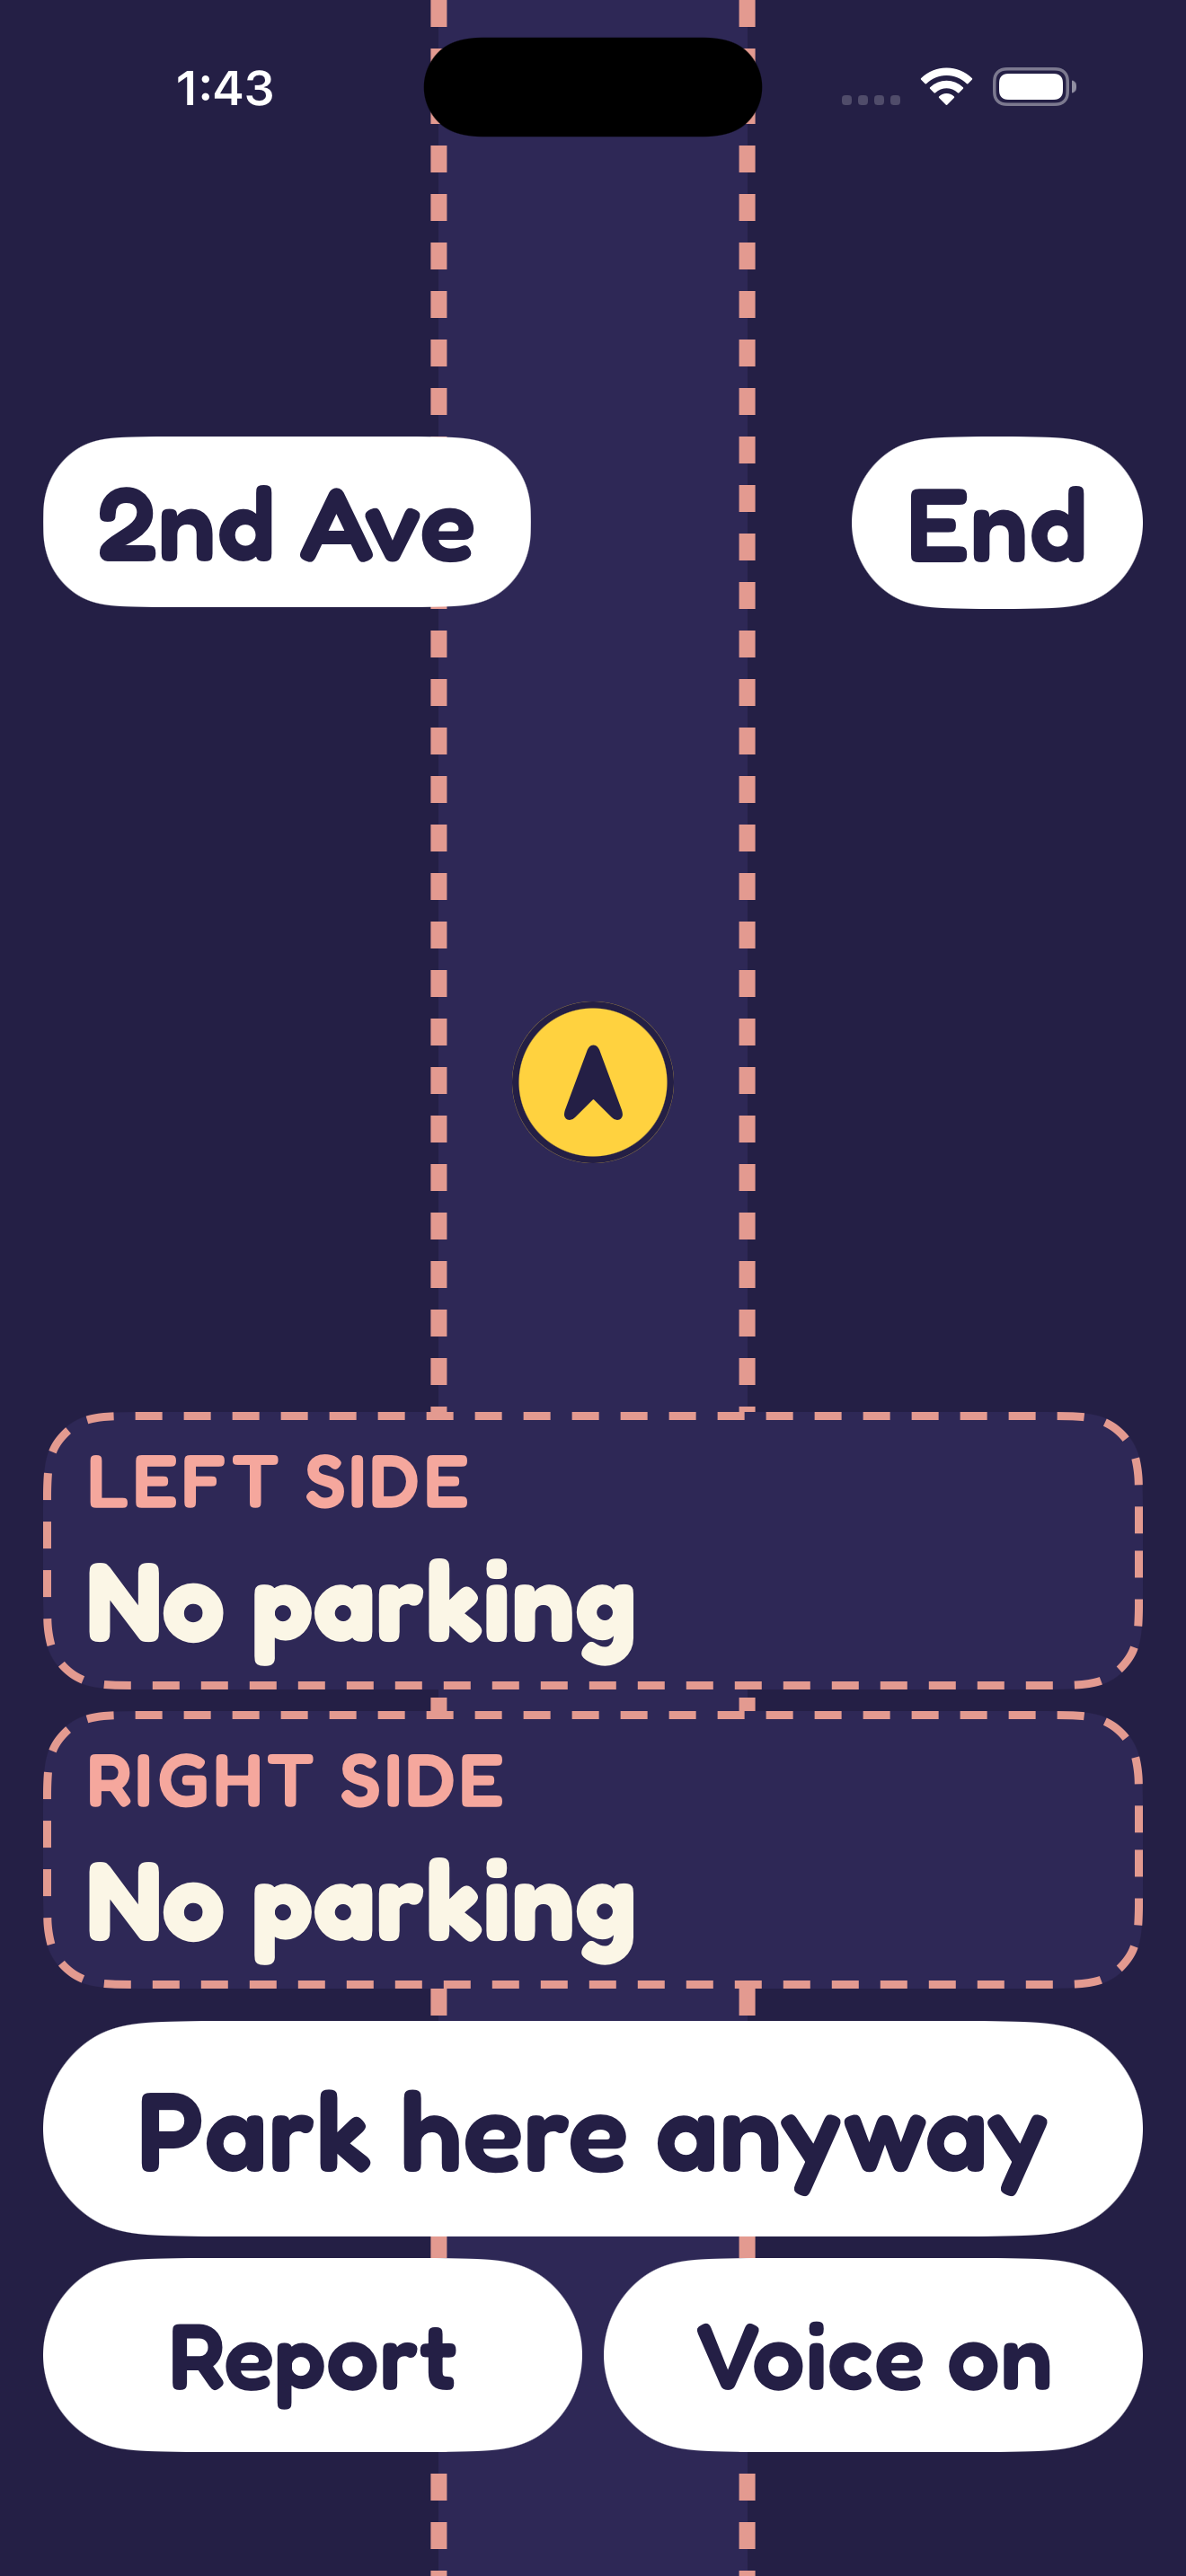 1:43
2nd Ave
End
LEFT SIDE
No parking
RIGHT SIDE
No parking
Park here anyway
Report
Voice on